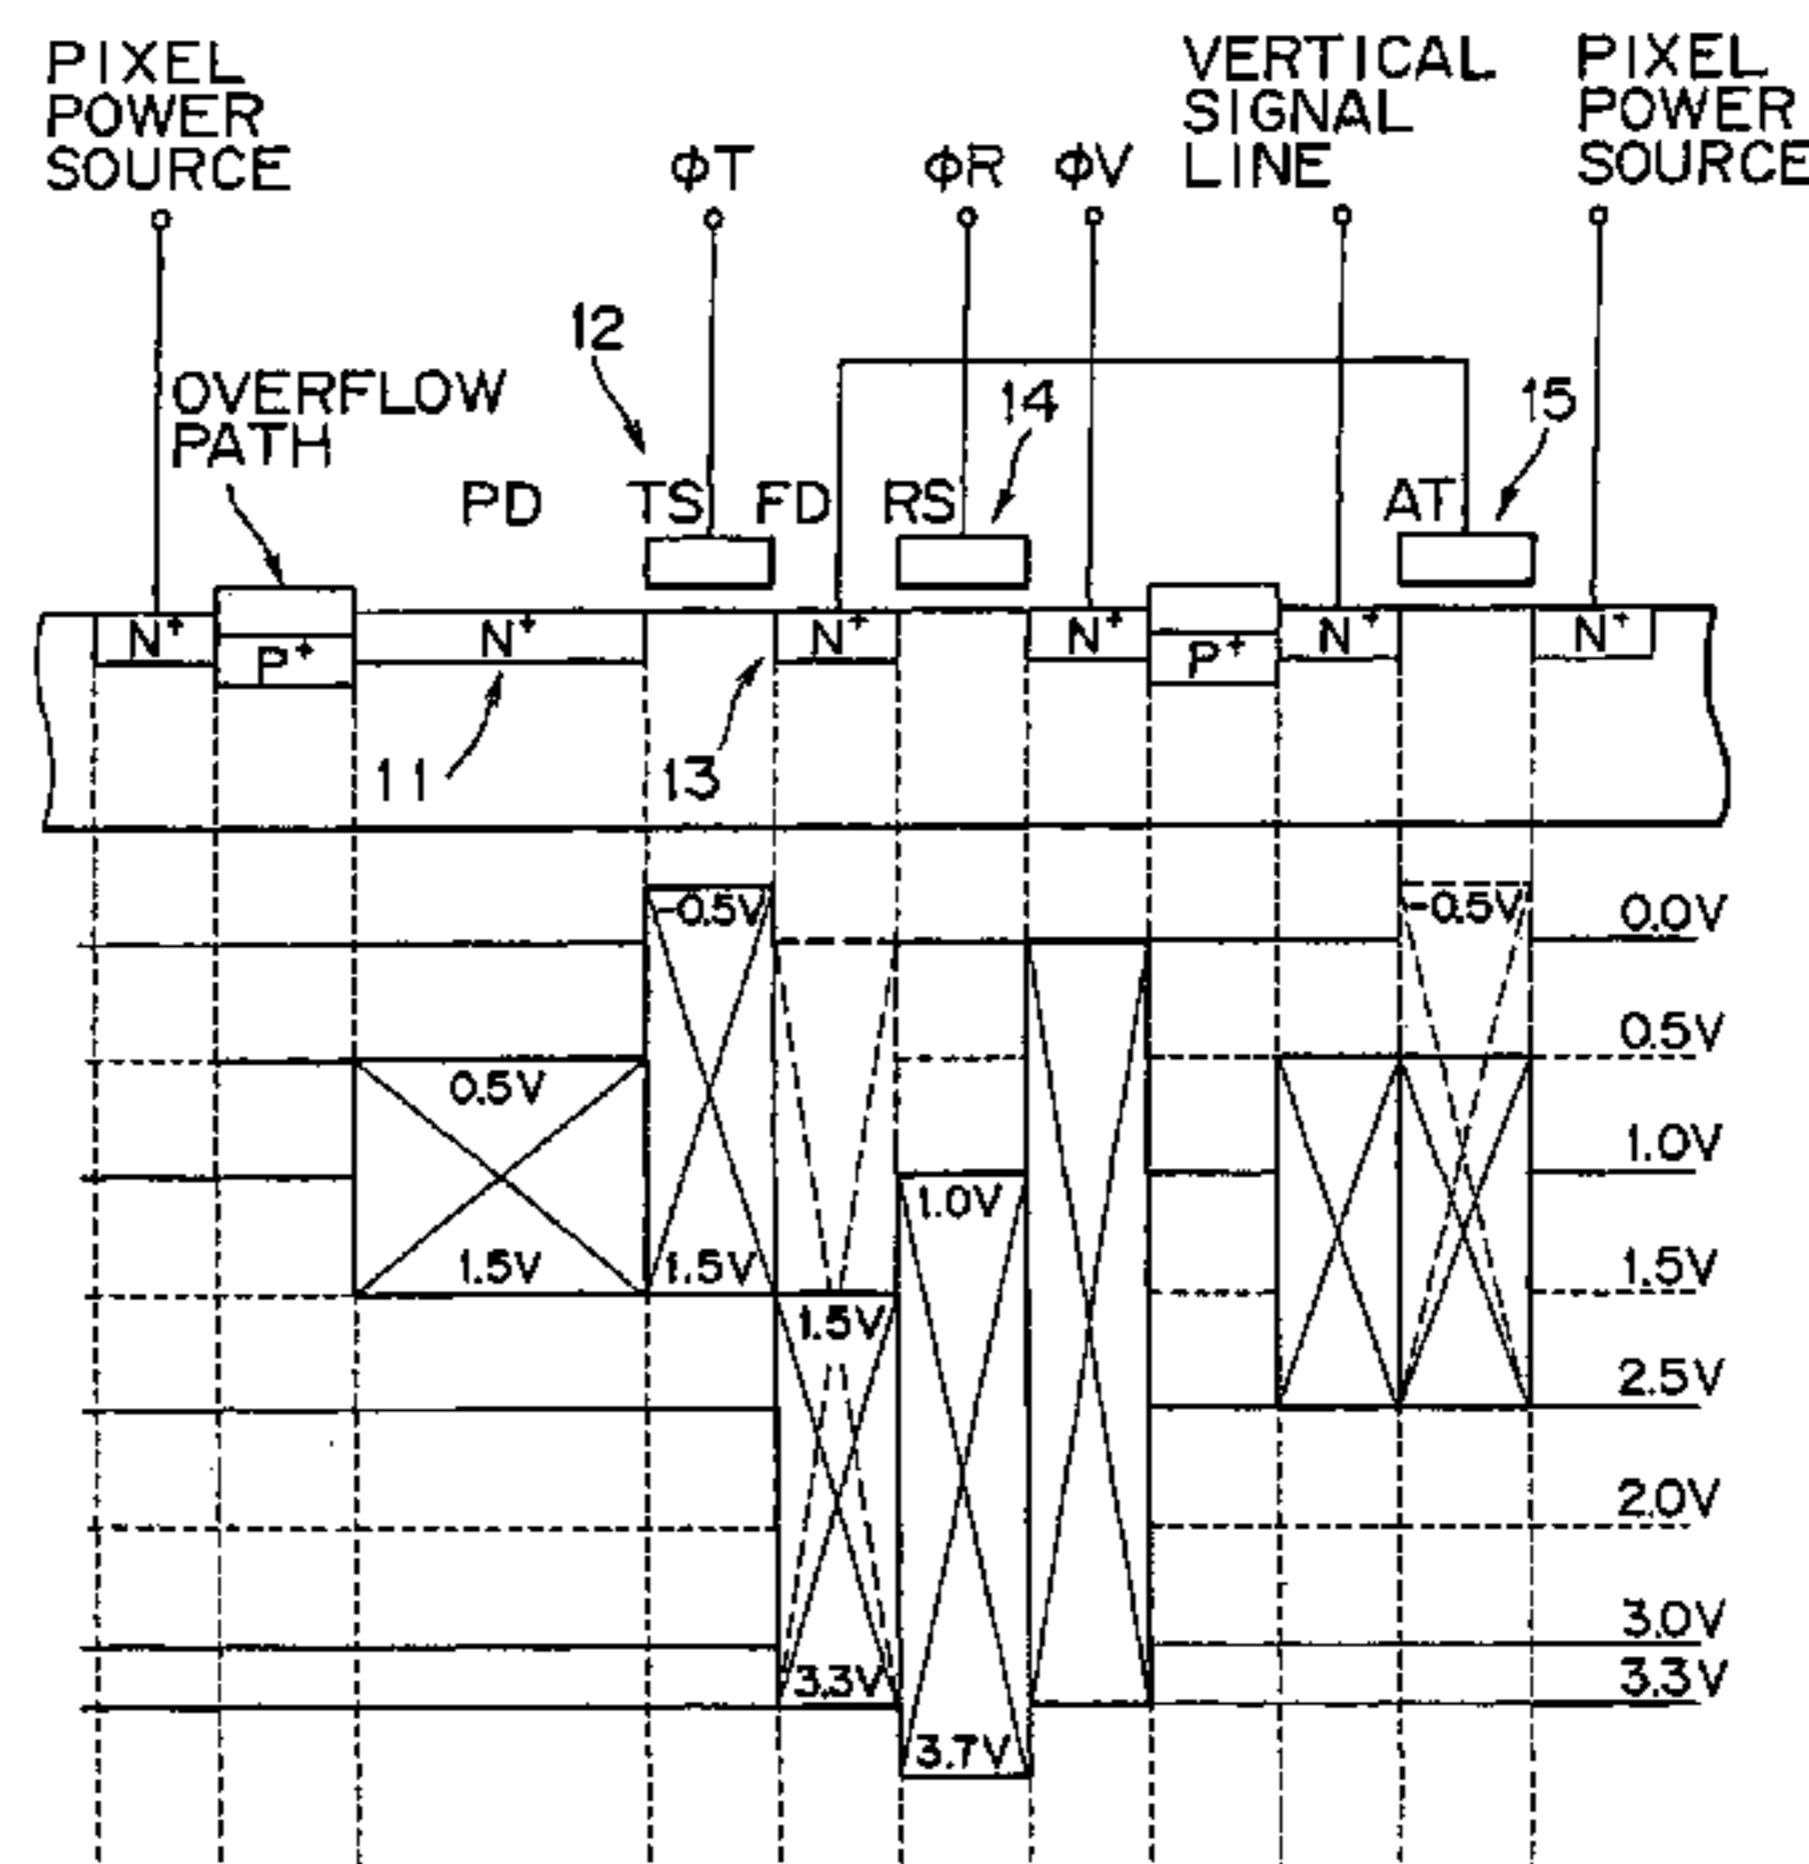 PIXEL
POWER
SOURCE
φT
φR
φV
VERTICAL
SIGNAL
LINE
PIXEL
POWER
SOURCE
12
OVERFLOW
PATH
14
15
PD
TS
FD
RS
AT
N+
P+
N+
N+
N+
P+
N+
N+
11
13
-0.5V
-0.5V
0.0V
0.5V
0.5V
1.0V
1.0V
1.5V
1.5V
1.5V
1.5V
2.5V
2.0V
3.0V
3.3V
3.3V
3.7V